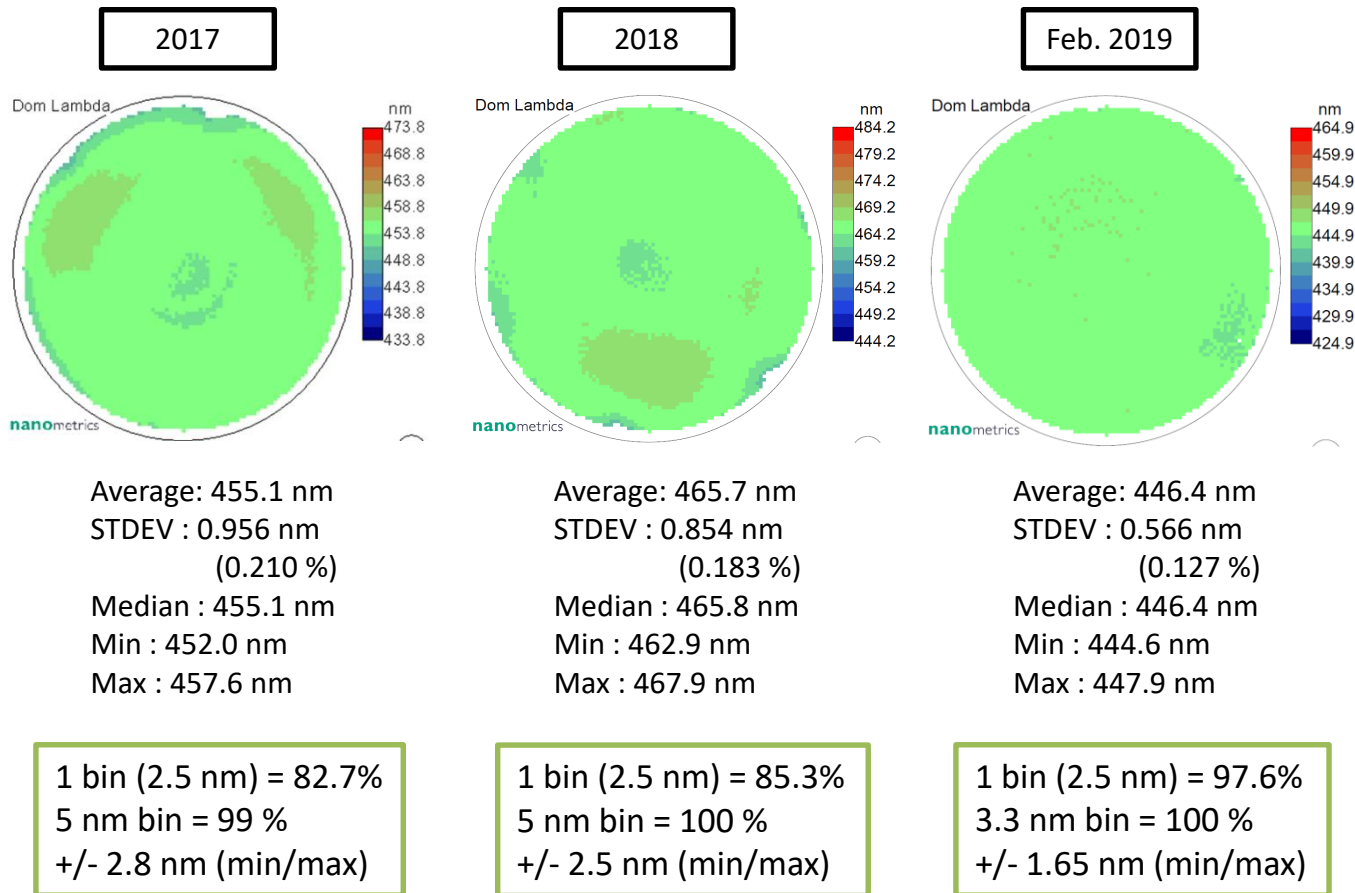 2017
Dom Lambda
nm
473.8
468.8
463.8
458.8
453.8
448.8
443.8
438.8
433.8
nanometrics
Average: 455.1 nm
STDEV : 0.956 nm
(0.210 %)
Median : 455.1 nm
Min : 452.0 nm
Max : 457.6 nm
1 bin (2.5 nm) = 82.7%
5 nm bin = 99 %
+/- 2.8 nm (min/max)
2018
Dom Lambda
nm
484.2
479.2
474.2
469.2
464.2
459.2
454.2
449.2
444.2
nanometrics
Average: 465.7 nm
STDEV : 0.854 nm
(0.183 %)
Median : 465.8 nm
Min : 462.9 nm
Max : 467.9 nm
1 bin (2.5 nm) = 85.3%
5 nm bin = 100 %
+/- 2.5 nm (min/max)
Feb. 2019
Dom Lambda
nm
464.9
459.9
454.9
449.9
444.9
439.9
434.9
429.9
424.9
nanometrics
Average: 446.4 nm
STDEV : 0.566 nm
(0.127 %)
Median : 446.4 nm
Min : 444.6 nm
Max : 447.9 nm
1 bin (2.5 nm) = 97.6%
3.3 nm bin = 100 %
+/- 1.65 nm (min/max)